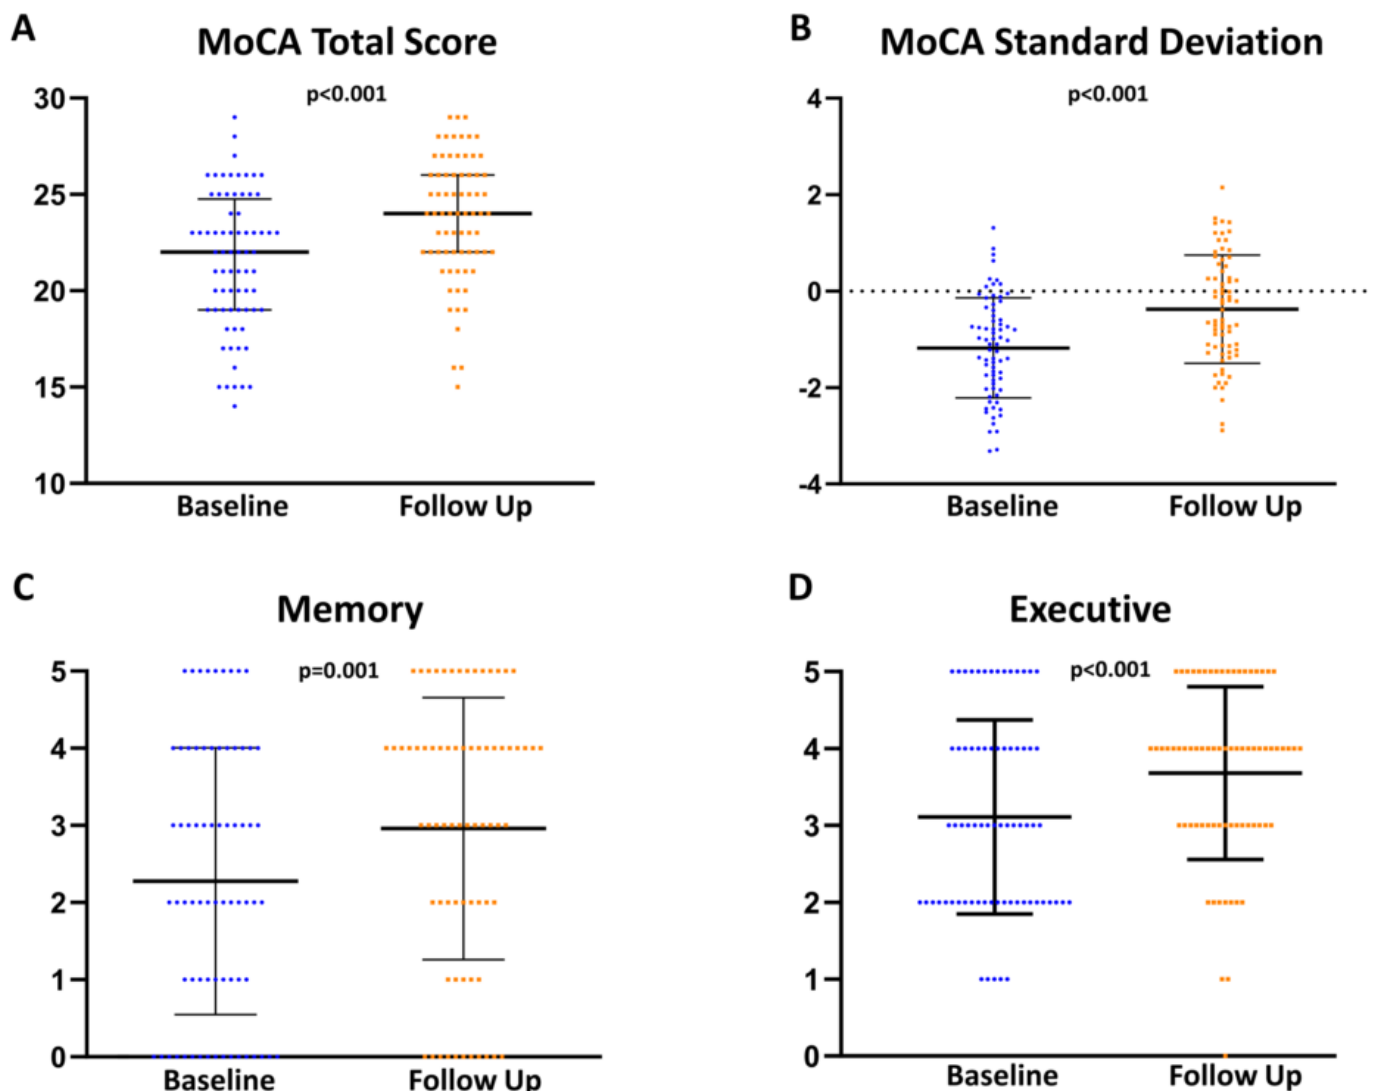 A
MoCA Total Score
p<0.001
30
25
20
15
10
Baseline
Follow Up
B
MoCA Standard Deviation
p<0.001
4
2
0
-2
-4
Baseline
Follow Up
C
Memory
p=0.001
5
4
3
2
1
0
Baseline
Follow Up
D
Executive
p<0.001
5
4
3
2
1
0
Baseline
Follow Up